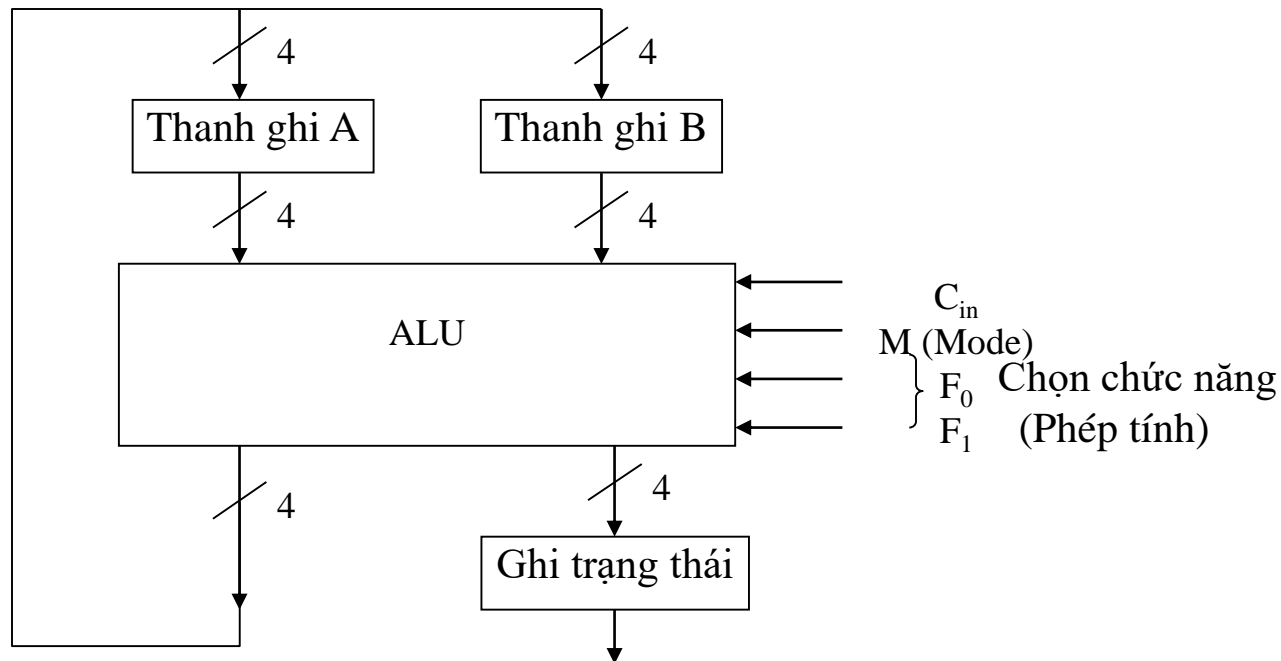 4 4
Thanh ghi A Thanh ghi B
4 4
C_in
ALU M (Mode)
F_0 Chọn chức năng
F_1 (Phép tính)
4 4
Ghi trạng thái